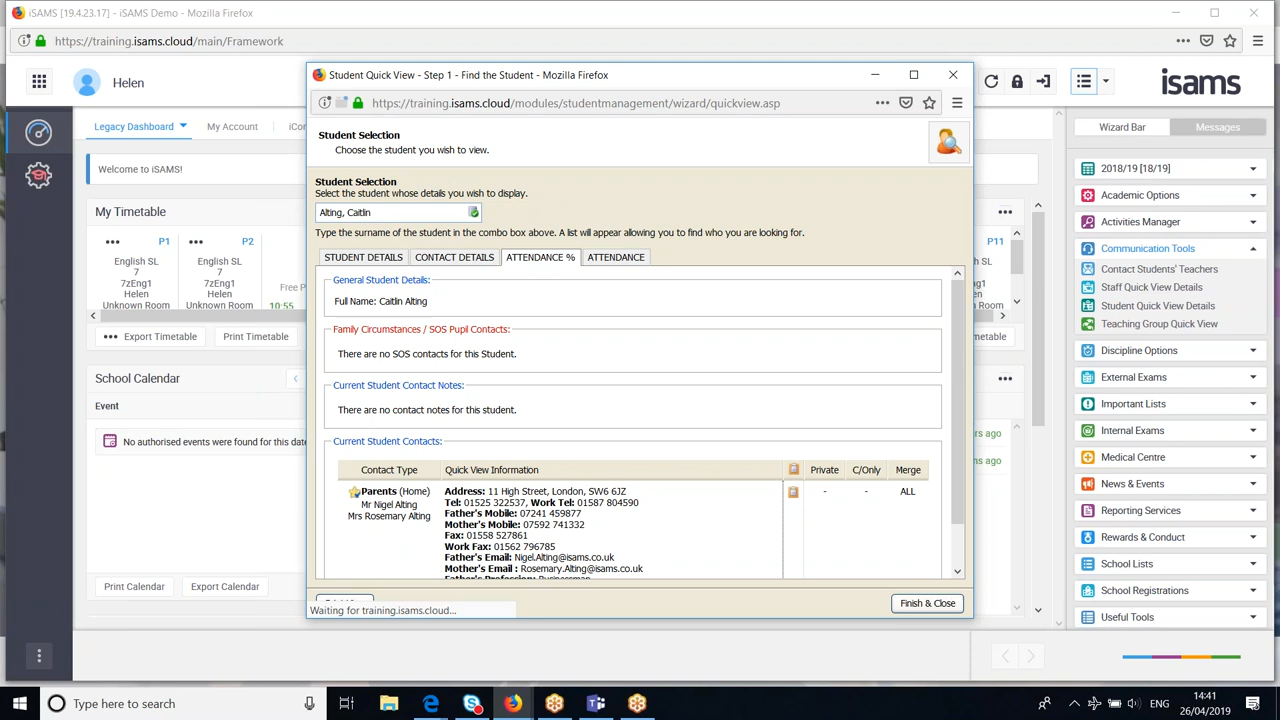 iSAMS [19.4.23.17] - iSAMS Demo - Mozilla Firefox
https://training.isams.cloud/main/Framework
Helen
isams
Legacy Dashboard
My Account
iCon
Welcome to iSAMS!
My Timetable
P1
P2
P11
English SL
7
7zEng1
Helen
Unknown Room
English SL
7
7zEng1
Helen
Unknown Room
Free P
10:55
Export Timetable
Print Timetable
metable
School Calendar
Event
No authorised events were found for this date
rs ago
s ago
Print Calendar
Export Calendar
Student Quick View - Step 1 - Find the Student - Mozilla Firefox
https://training.isams.cloud/modules/studentmanagement/wizard/quickview.asp
Student Selection
Choose the student you wish to view.
Student Selection
Select the student whose details you wish to display.
Alting, Caitlin
Type the surname of the student in the combo box above. A list will appear allowing you to find who you are looking for.
STUDENT DETAILS CONTACT DETAILS ATTENDANCE % ATTENDANCE
General Student Details:
Full Name: Caitlin Alting
Family Circumstances / SOS Pupil Contacts:
There are no SOS contacts for this Student.
Current Student Contact Notes:
There are no contact notes for this student.
Current Student Contacts:
Contact Type Quick View Information Private C/Only Merge
Parents (Home)
Mr Nigel Alting
Mrs Rosemary Alting
Address: 11 High Street, London, SW6 6JZ
Tel: 01525 322537, Work Tel: 01587 804590
Father's Mobile: 07241 459877
Mother's Mobile: 07592 741332
Fax: 01558 527861
Work Fax: 01562 796785
Father's Email: Nigel.Alting@isams.co.uk
Mother's Email : Rosemary.Alting@isams.co.uk
Father's Profession: Businessman
- - ALL
Waiting for training.isams.cloud...
Finish & Close
Wizard Bar
Messages
2018/19 [18/19]
Academic Options
Activities Manager
Communication Tools
Contact Students' Teachers
Staff Quick View Details
Student Quick View Details
Teaching Group Quick View
Discipline Options
External Exams
Important Lists
Internal Exams
Medical Centre
News & Events
Reporting Services
Rewards & Conduct
School Lists
School Registrations
Useful Tools
Type here to search
ENG
14:41
26/04/2019